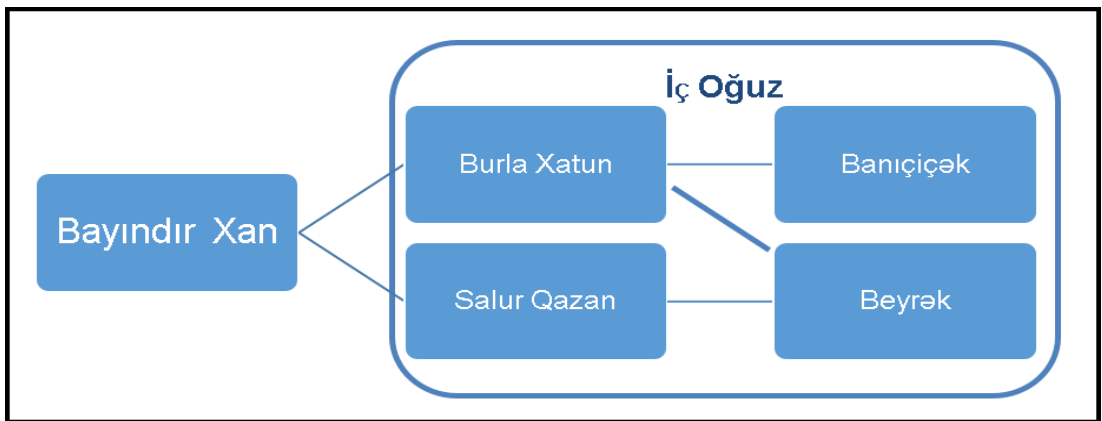 İç Oğuz
Bayındır Xan
Burla Xatun
Banıçiçək
Salur Qazan
Beyrək